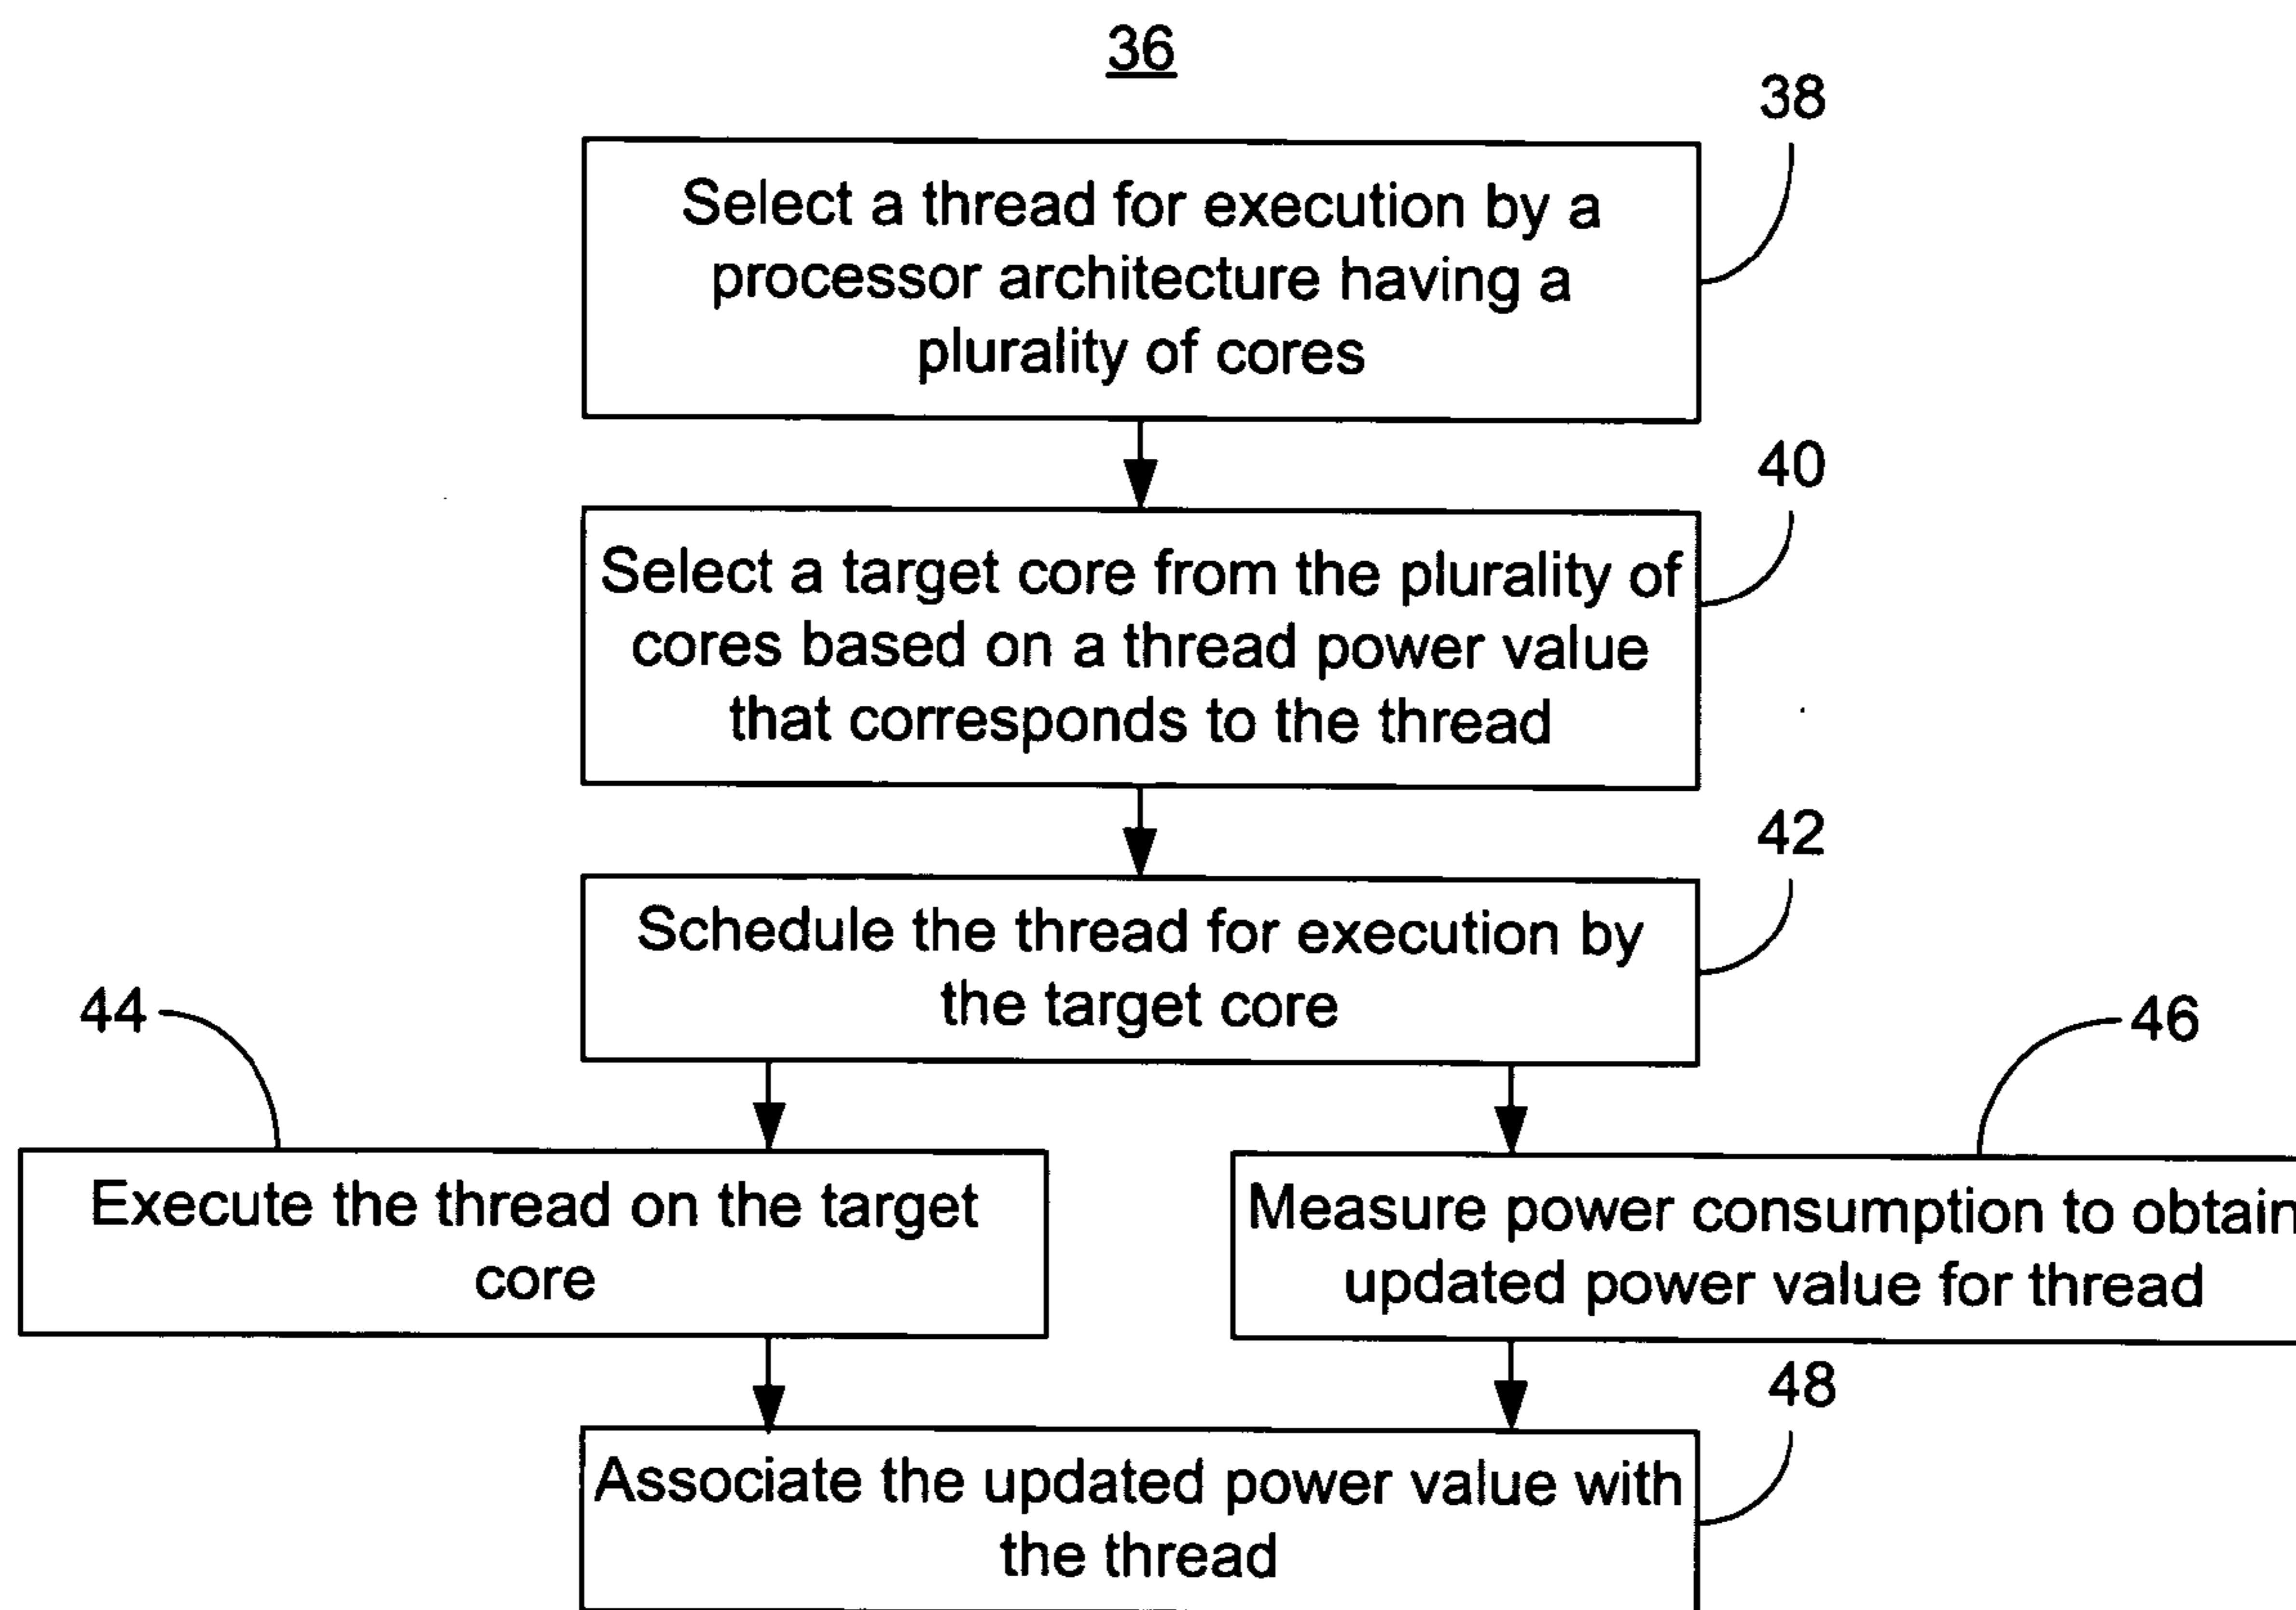 36
38
Select a thread for execution by a
processor architecture having a
plurality of cores
40
Select a target core from the plurality of
cores based on a thread power value
that corresponds to the thread
42
Schedule the thread for execution by
the target core
44
46
Execute the thread on the target
core
Measure power consumption to obtain
updated power value for thread
48
Associate the updated power value with
the thread